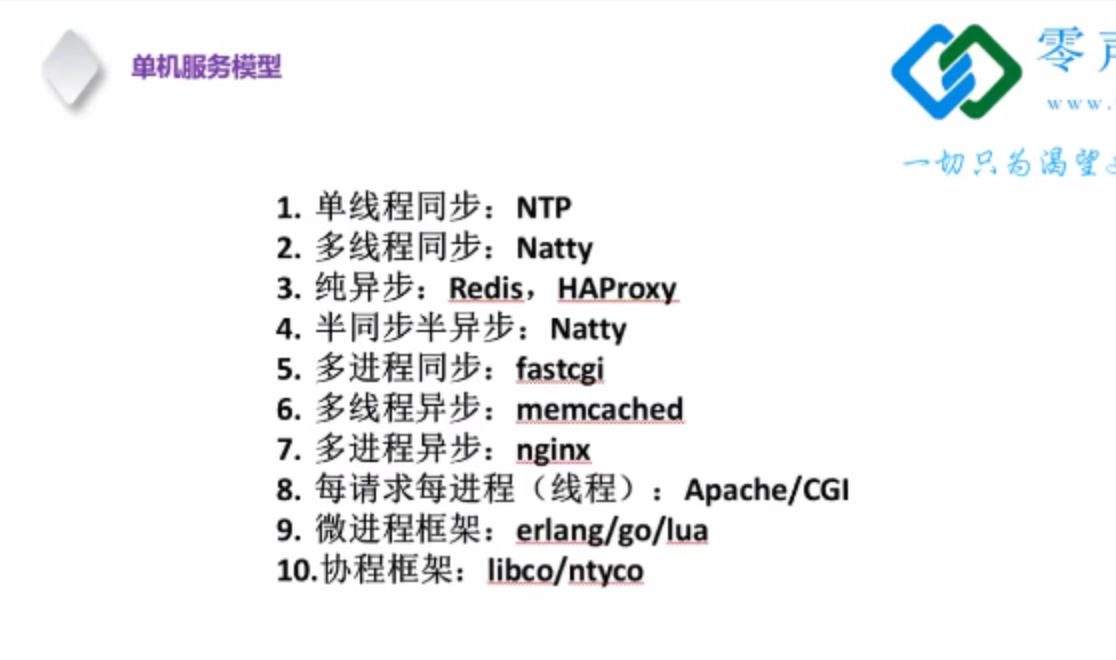 单机服务模型
零
www.
一切只为渴望
1. 单线程同步：NTP
2. 多线程同步：Natty
3. 纯异步：Redis，HAProxy
4. 半同步半异步：Natty
5. 多进程同步：fastcgi
6. 多线程异步：memcached
7. 多进程异步：nginx
8. 每请求每进程（线程）：Apache/CGI
9. 微进程框架：erlang/go/lua
10.协程框架：libco/ntyco